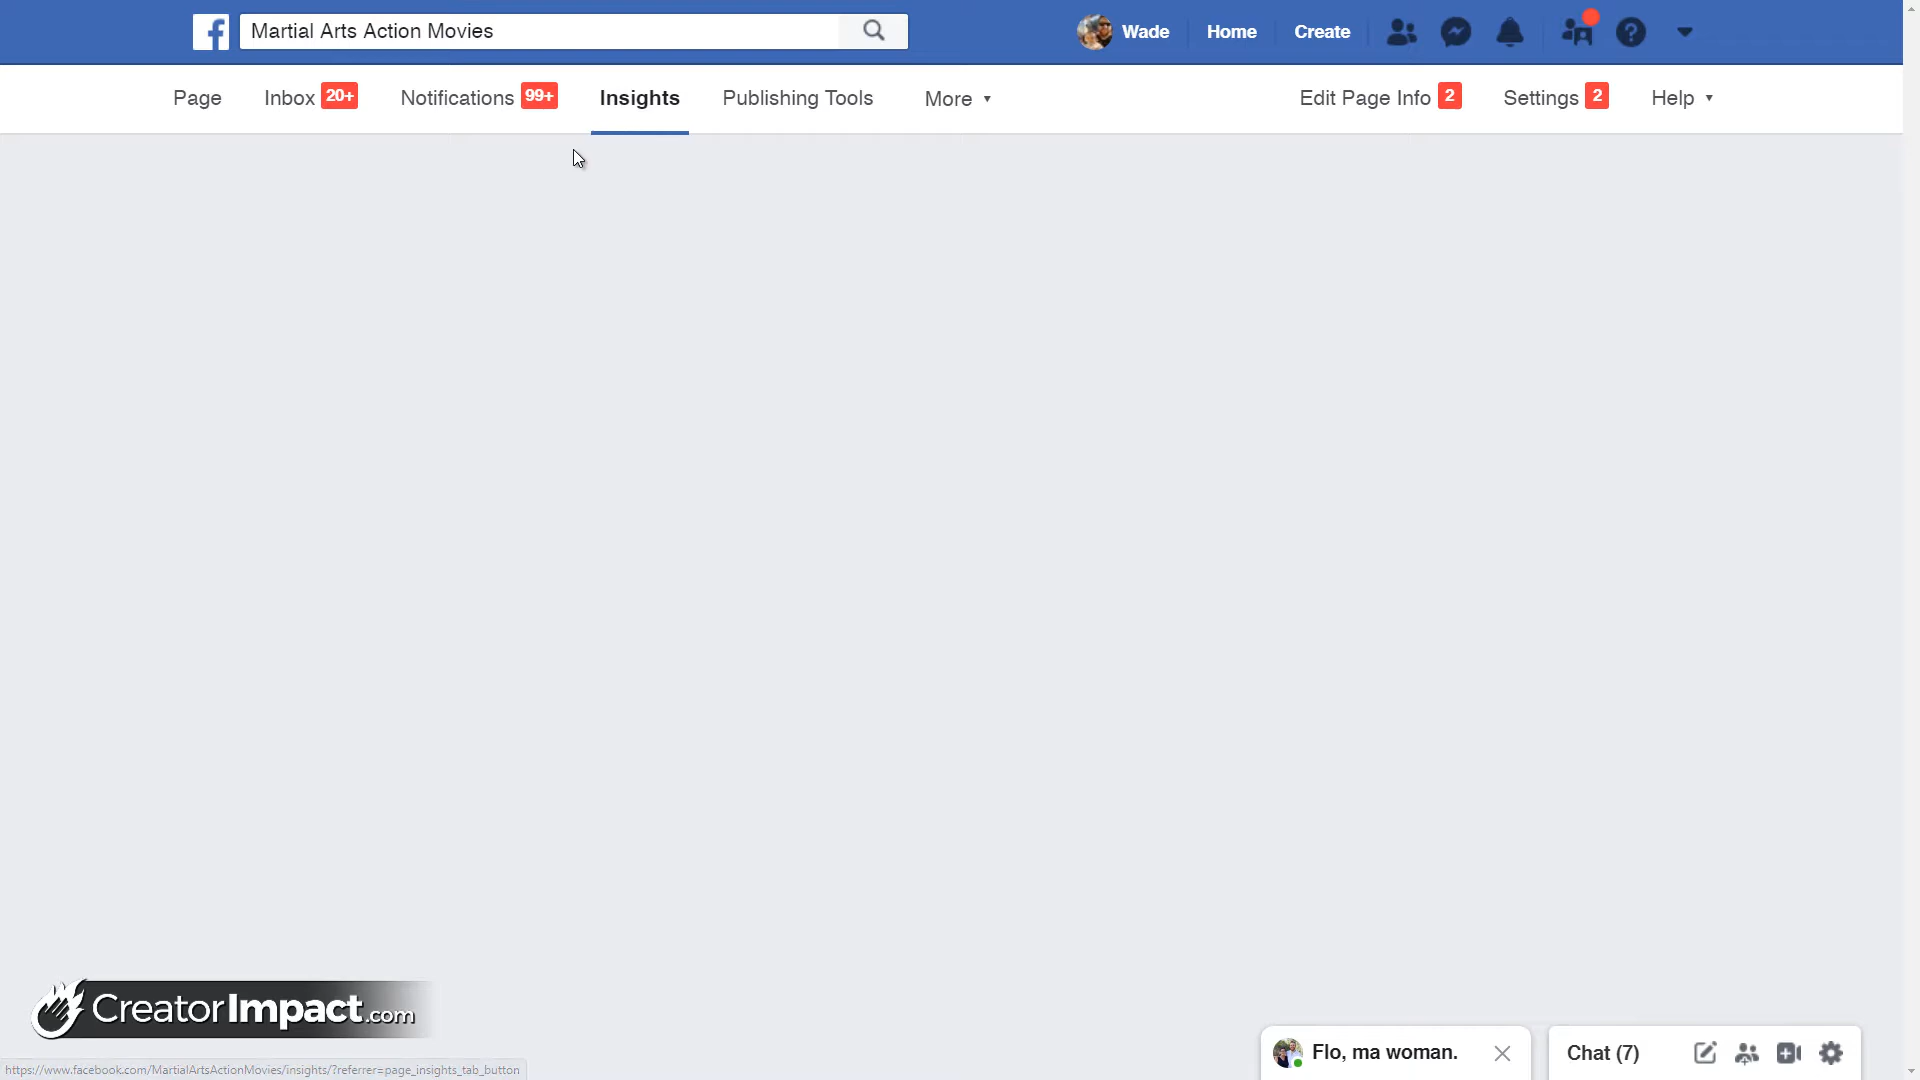 Martial Arts Action Movies
Wade
Home
Create
Page
Inbox 20+
Notifications 99+
Insights
Publishing Tools
More
Edit Page Info 2
Settings 2
Help
CreatorImpact.com
Flo, ma woman.
Chat (7)
https://www.facebook.com/MartialArtsActionMovies/insights/?referrer=page_insights_tab_button